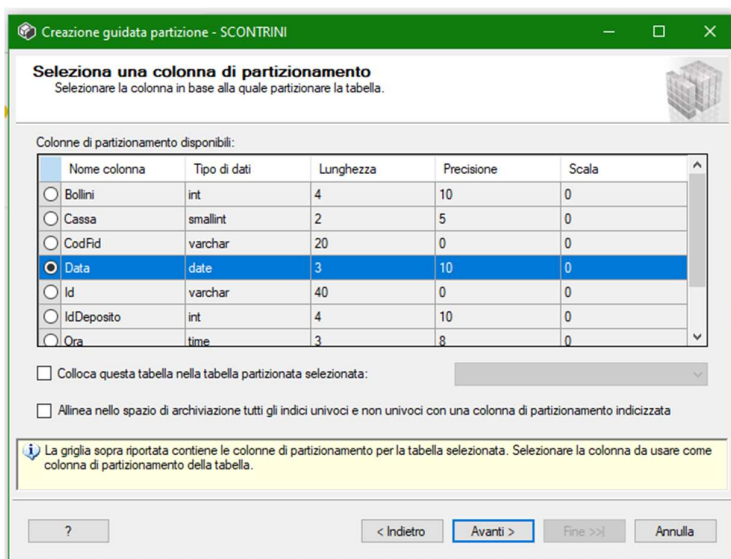 Creazione guidata partizione - SCONTRINI
Seleziona una colonna di partizionamento
Selezionare la colonna in base alla quale partizionare la tabella.
Colonne di partizionamento disponibili:
Nome colonna Tipo di dati Lunghezza Precisione Scala
Bollini int 4 10 0
Cassa smallint 2 5 0
CodFid varchar 20 0 0
Data date 3 10 0
Id varchar 40 0 0
IdDeposito int 4 10 0
Ora time 3 8 0
Colloca questa tabella nella tabella partizionata selezionata:
Allinea nello spazio di archiviazione tutti gli indici univoci e non univoci con una colonna di partizionamento indicizzata
La griglia sopra riportata contiene le colonne di partizionamento per la tabella selezionata. Selezionare la colonna da usare come
colonna di partizionamento della tabella.
? < Indietro Avanti > Fine >>| Annulla